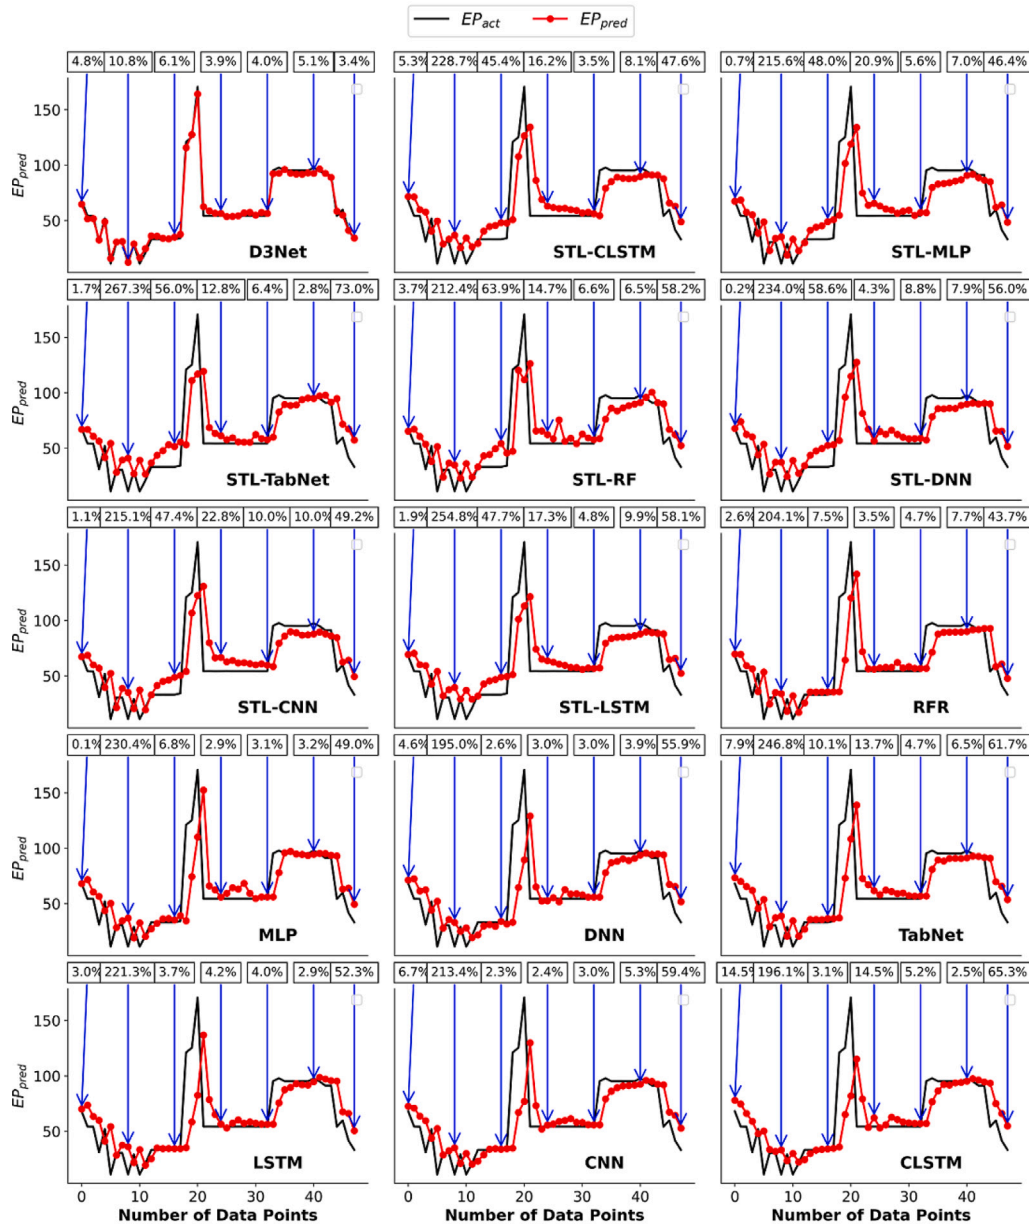 EP_act EP_pred
4.8% 10.8% 6.1% 3.9% 4.0% 5.1% 3.4% 5.3% 228.7% 45.4% 16.2% 3.5% 8.1% 47.6% 0.7% 215.6% 48.0% 20.9% 5.6% 7.0% 46.4%
150
100
EP_pred
50
D3Net STL-CLSTM STL-MLP
1.7% 267.3% 56.0% 12.8% 6.4% 2.8% 73.0% 3.7% 212.4% 63.9% 14.7% 6.6% 6.5% 58.2% 0.2% 234.0% 58.6% 4.3% 8.8% 7.9% 56.0%
150
100
EP_pred
50
STL-TabNet STL-RF STL-DNN
1.1% 215.1% 47.4% 22.8% 10.0% 10.0% 49.2% 1.9% 254.8% 47.7% 17.3% 4.8% 9.9% 58.1% 2.6% 204.1% 7.5% 3.5% 4.7% 7.7% 43.7%
150
100
EP_pred
50
STL-CNN STL-LSTM RFR
0.1% 230.4% 6.8% 2.9% 3.1% 3.2% 49.0% 4.6% 195.0% 2.6% 3.0% 3.0% 3.9% 55.9% 7.9% 246.8% 10.1% 13.7% 4.7% 6.5% 61.7%
150
100
EP_pred
50
MLP DNN TabNet
3.0% 221.3% 3.7% 4.2% 4.0% 2.9% 52.3% 6.7% 213.4% 2.3% 2.4% 3.0% 5.3% 59.4% 14.5% 196.1% 3.1% 14.5% 5.2% 2.5% 65.3%
150
100
EP_pred
50
LSTM CNN CLSTM
0 10 20 30 40 0 10 20 30 40 0 10 20 30 40
Number of Data Points Number of Data Points Number of Data Points